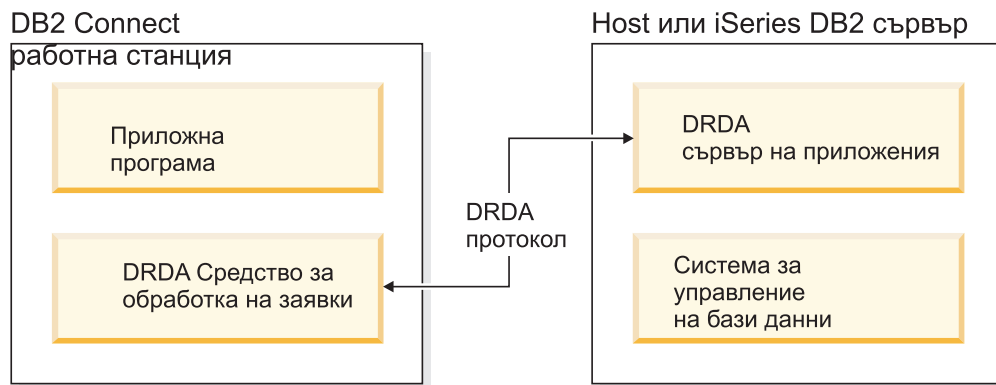 DB2 Connect
работна станция
Приложна
програма
DRDA Средство за
обработка на заявки
DRDA
протокол
Host или iSeries DB2 сървър
DRDA
сървър на приложения
Система за
управление
на бази данни